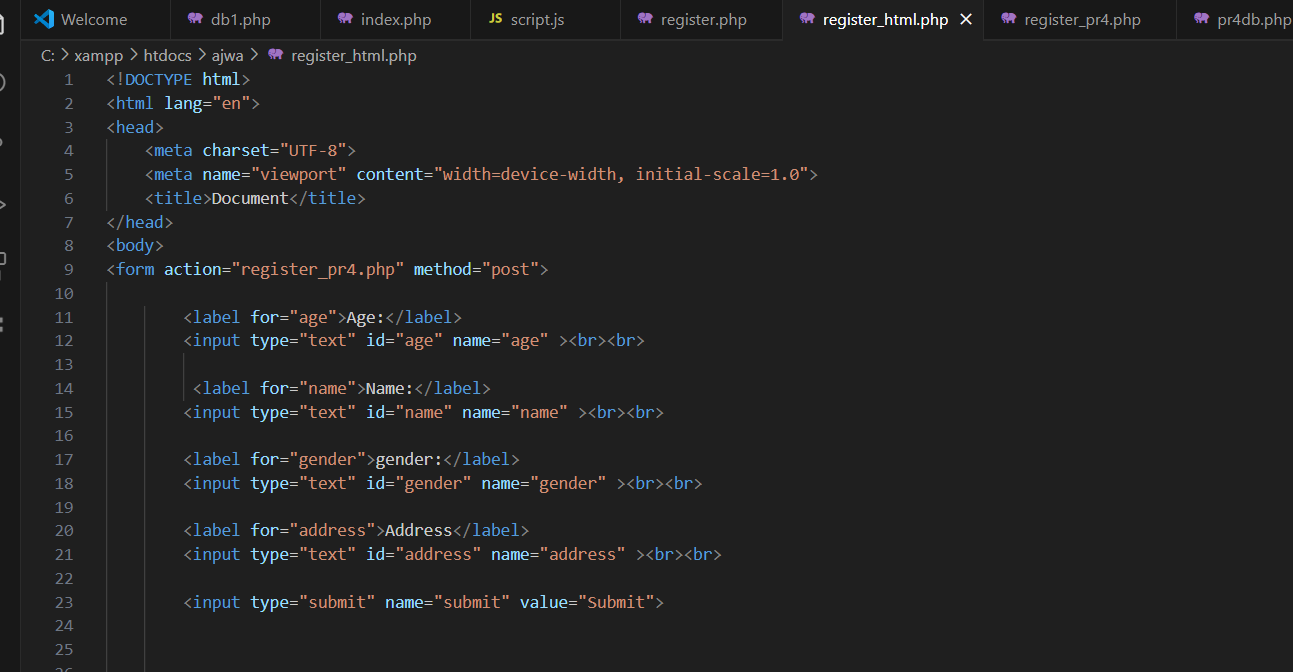 Welcome db1.php index.php JS script.js register.php register_html.php register_pr4.php pr4db.php
C: > xampp > htdocs > ajwa > register_html.php
1 <!DOCTYPE html>
2 <html lang="en">
3 <head>
4 <meta charset="UTF-8">
5 <meta name="viewport" content="width=device-width, initial-scale=1.0">
6 <title>Document</title>
7 </head>
8 <body>
9 <form action="register_pr4.php" method="post">
10
11 <label for="age">Age:</label>
12 <input type="text" id="age" name="age" ><br><br>
13
14 <label for="name">Name:</label>
15 <input type="text" id="name" name="name" ><br><br>
16
17 <label for="gender">gender:</label>
18 <input type="text" id="gender" name="gender" ><br><br>
19
20 <label for="address">Address</label>
21 <input type="text" id="address" name="address" ><br><br>
22
23 <input type="submit" name="submit" value="Submit">
24
25
26